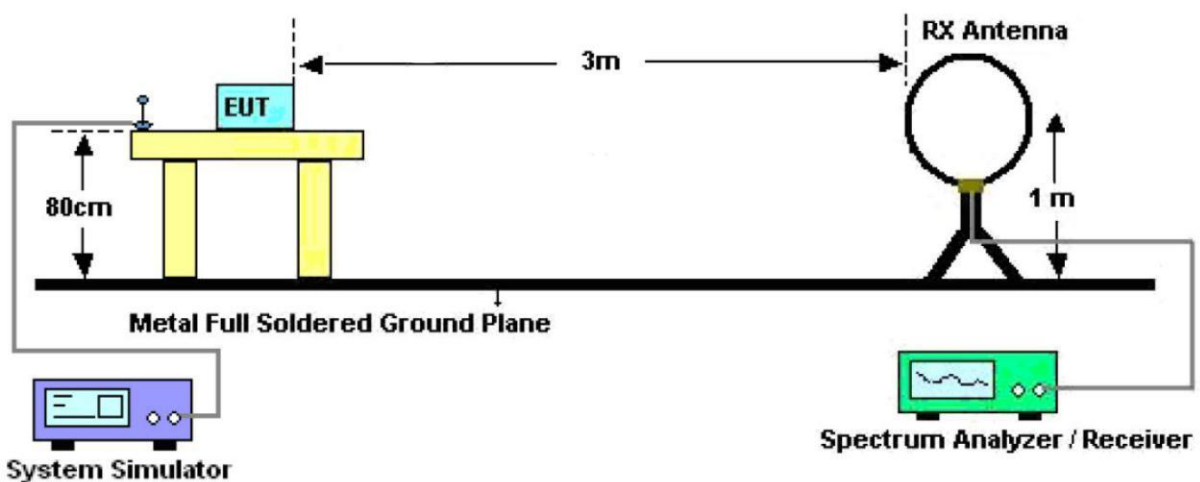 RX Antenna
3m
EUT
80cm
1 m
Metal Full Soldered Ground Plane
System Simulator
Spectrum Analyzer / Receiver